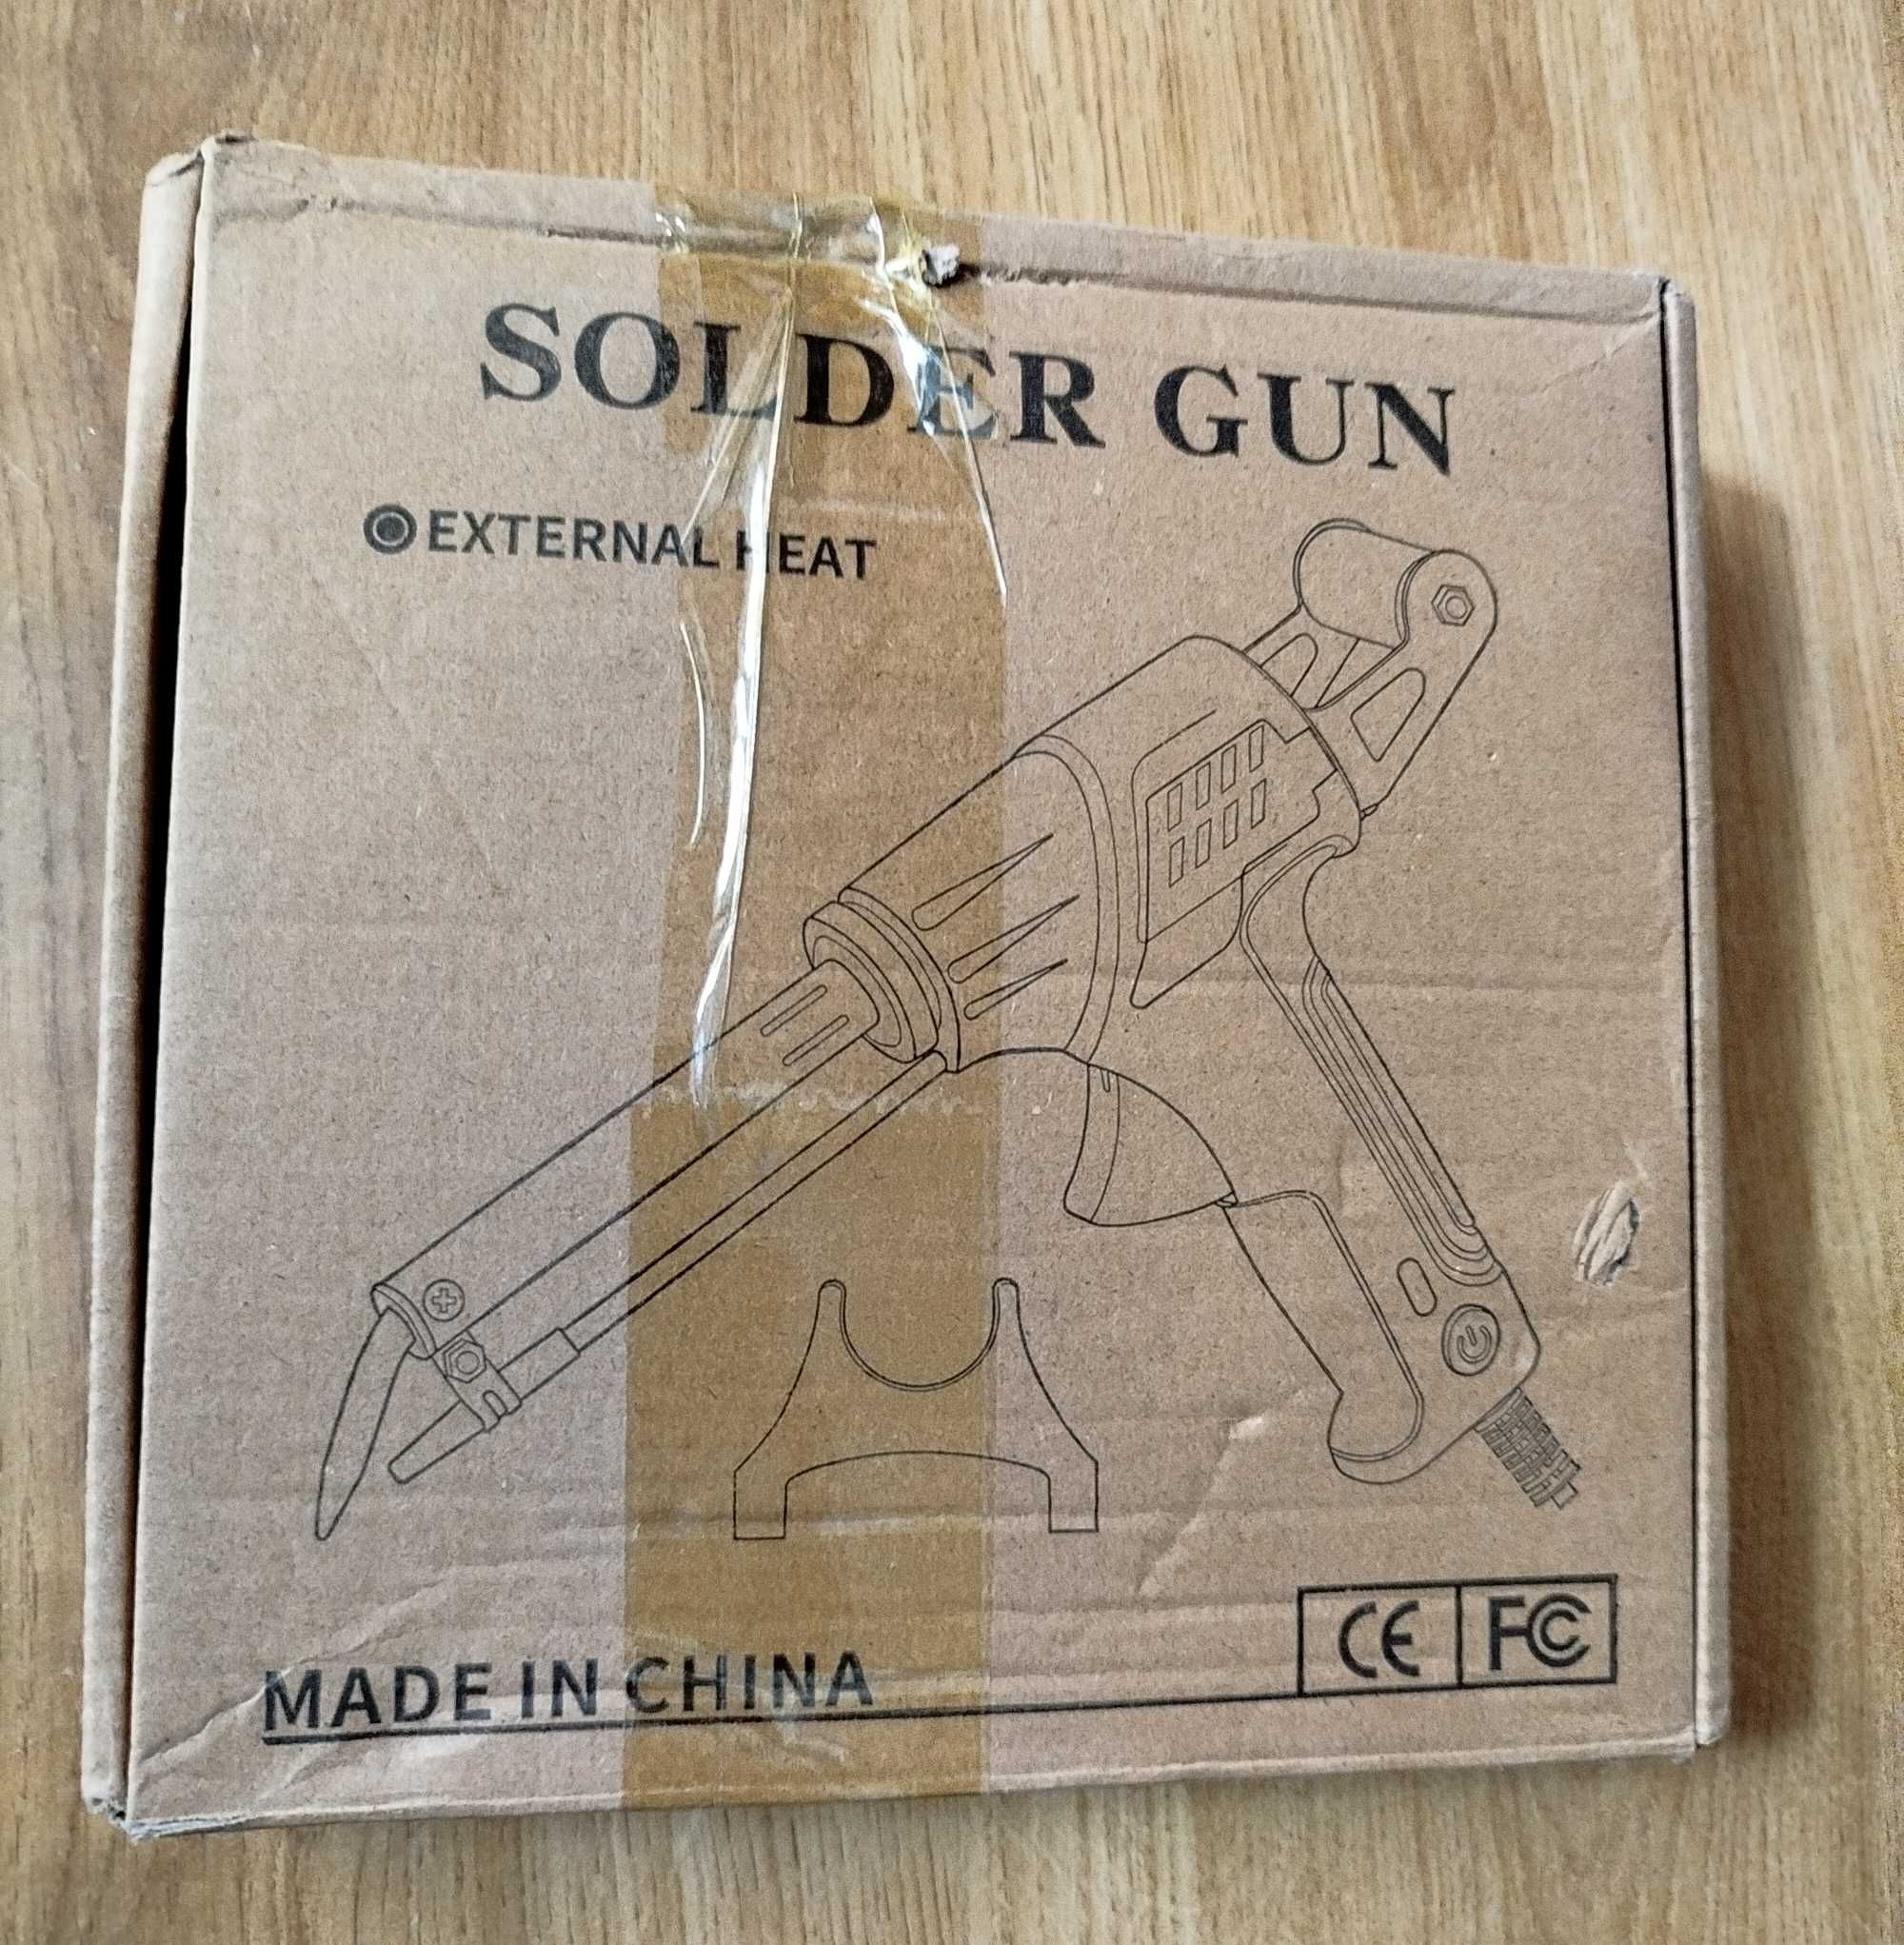 SOLDER GUN
EXTERNAL HEAT
MADE IN CHINA
CE FC